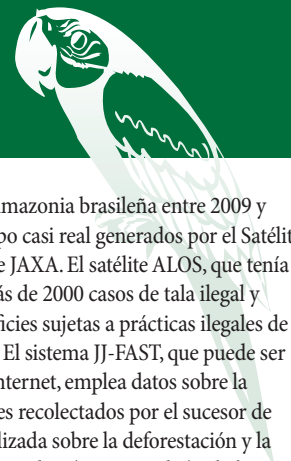 mazonia brasileña entre 2009 y
po casi real generados por el Satélit
e JAXA. El satélite ALOS, que tenía
ás de 2000 casos de tala ilegal y
ficies sujetas a prácticas ilegales de
El sistema JJ-FAST, que puede ser
nternet, emplea datos sobre la
es recolectados por el sucesor de
lizada sobre la deforestación y la